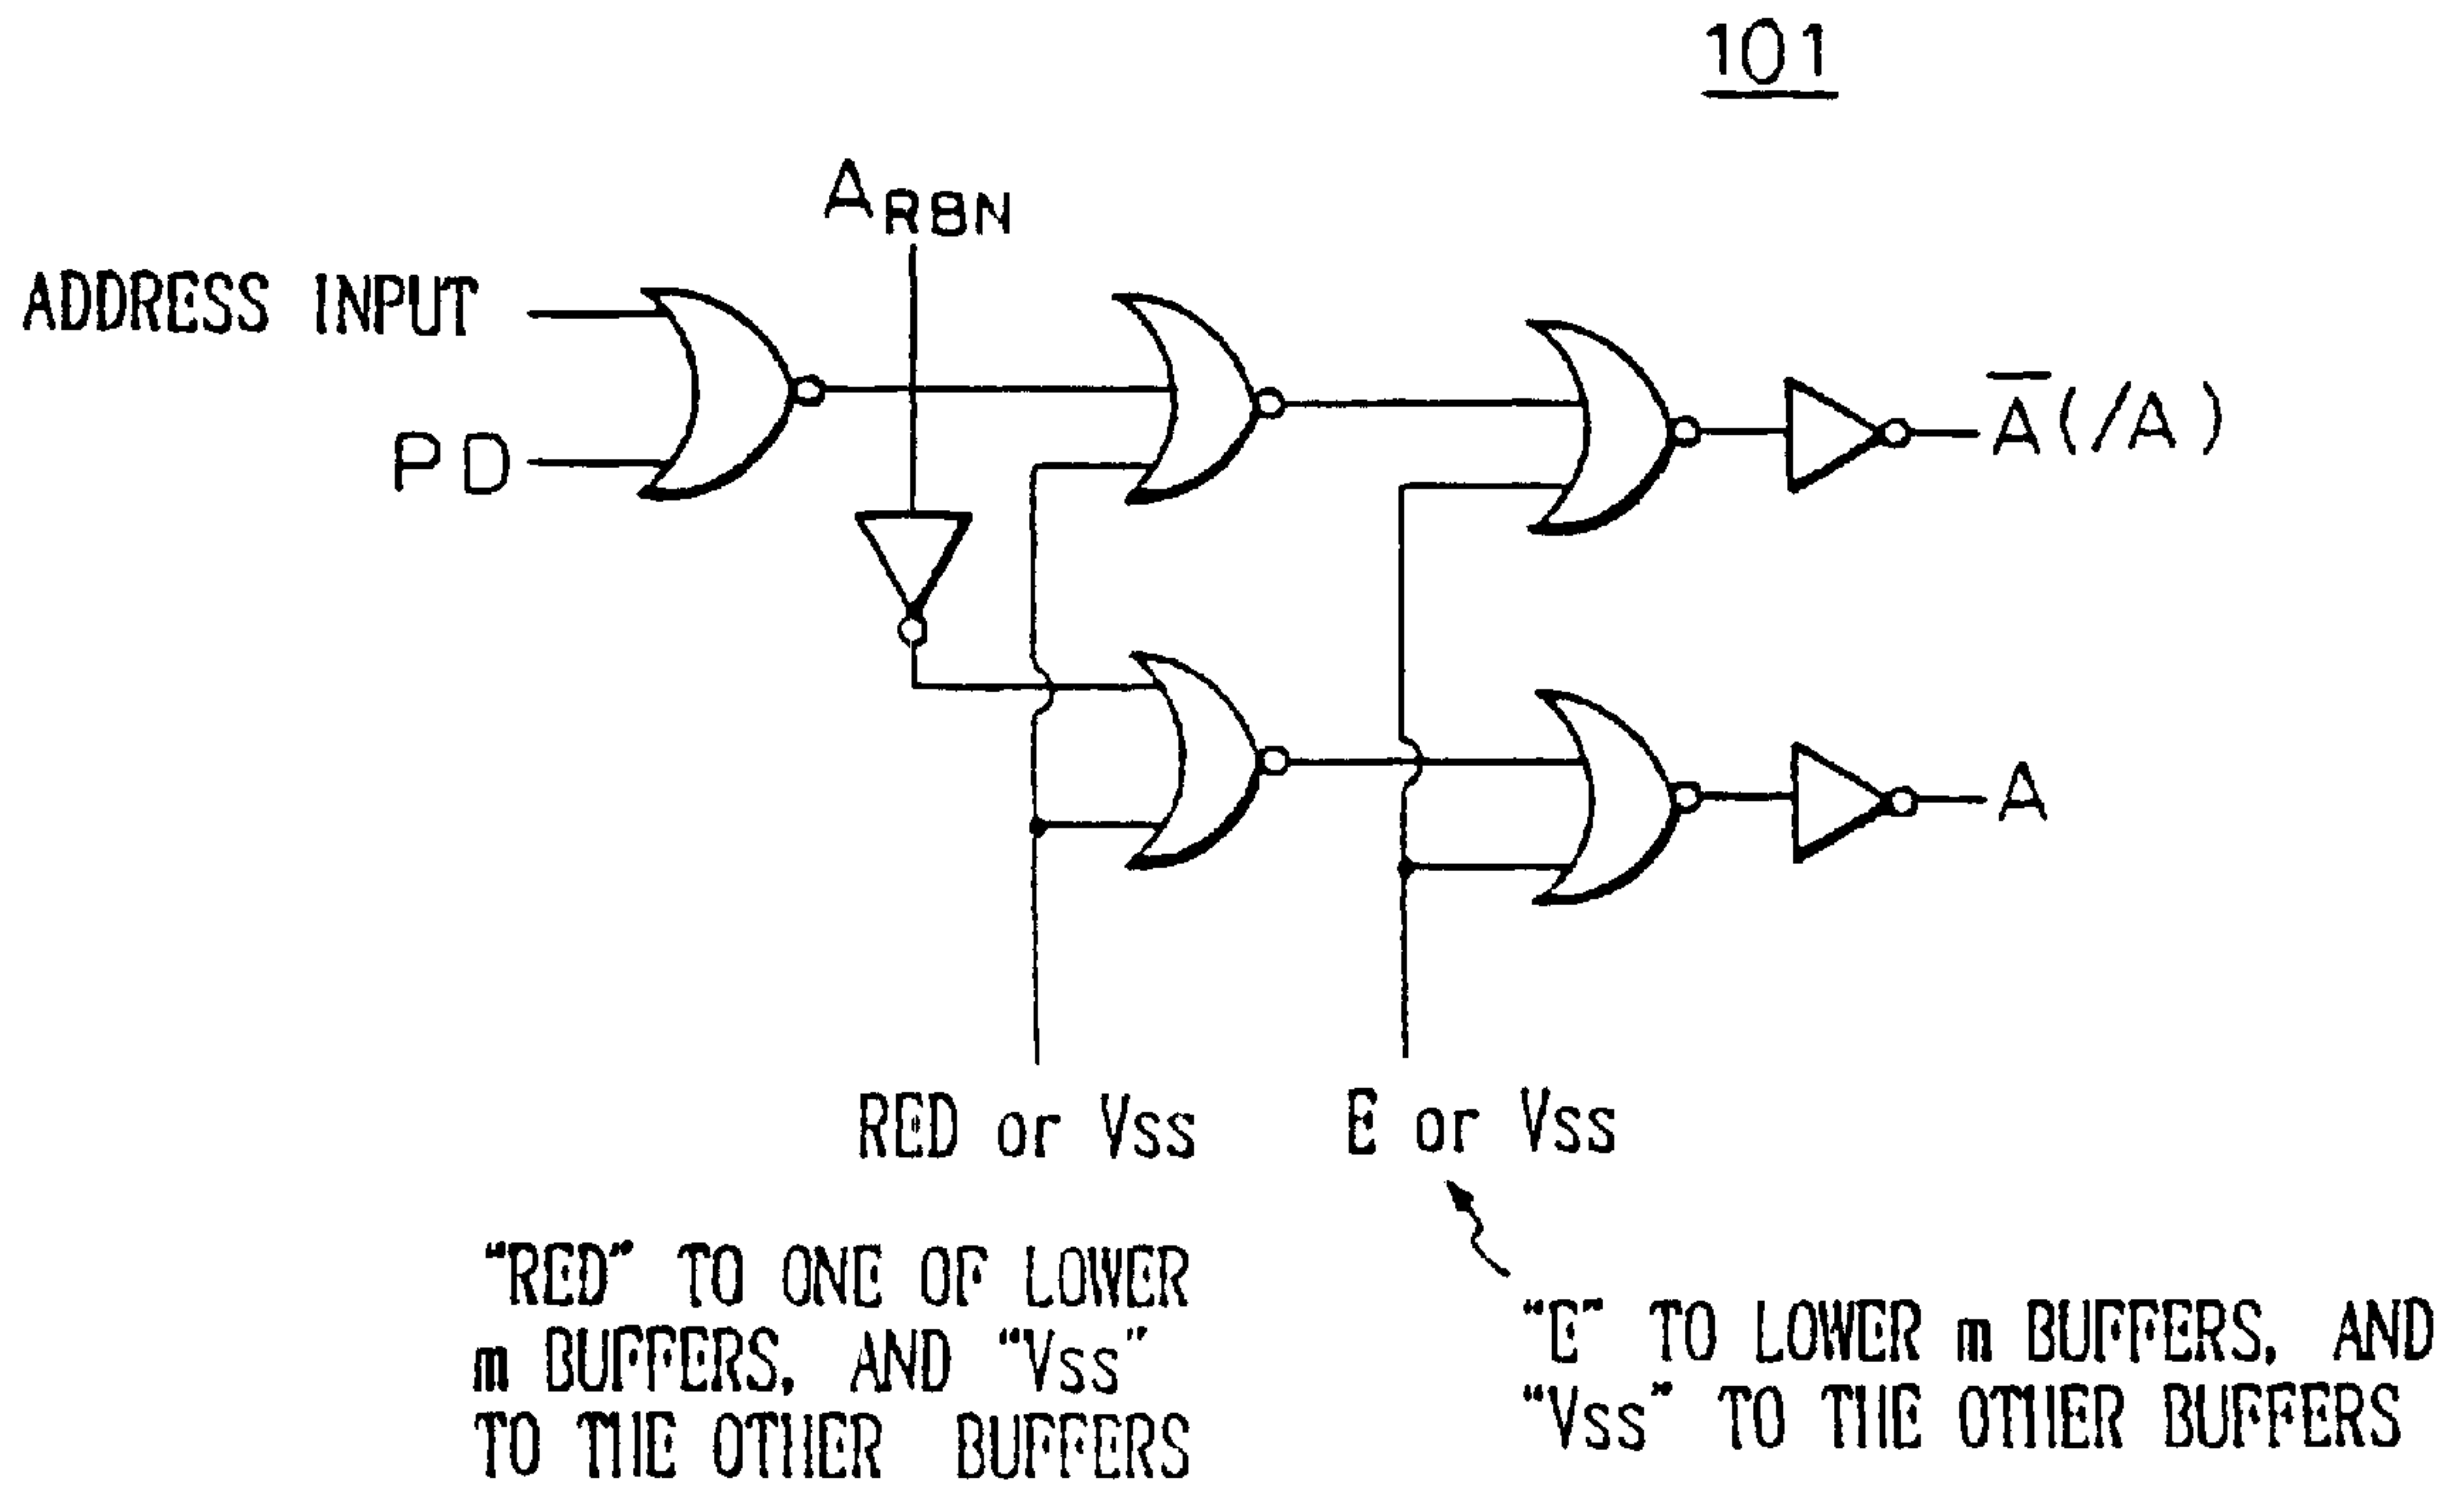 101
ARBN
ADDRESS INPUT
PD
A(/A)
A
RED or Vss
E or Vss
"RED" TO ONE OF LOWER
m BUFFERS, AND "Vss"
TO THE OTHER BUFFERS
"E" TO LOWER m BUFFERS, AND
"Vss" TO THE OTHER BUFFERS